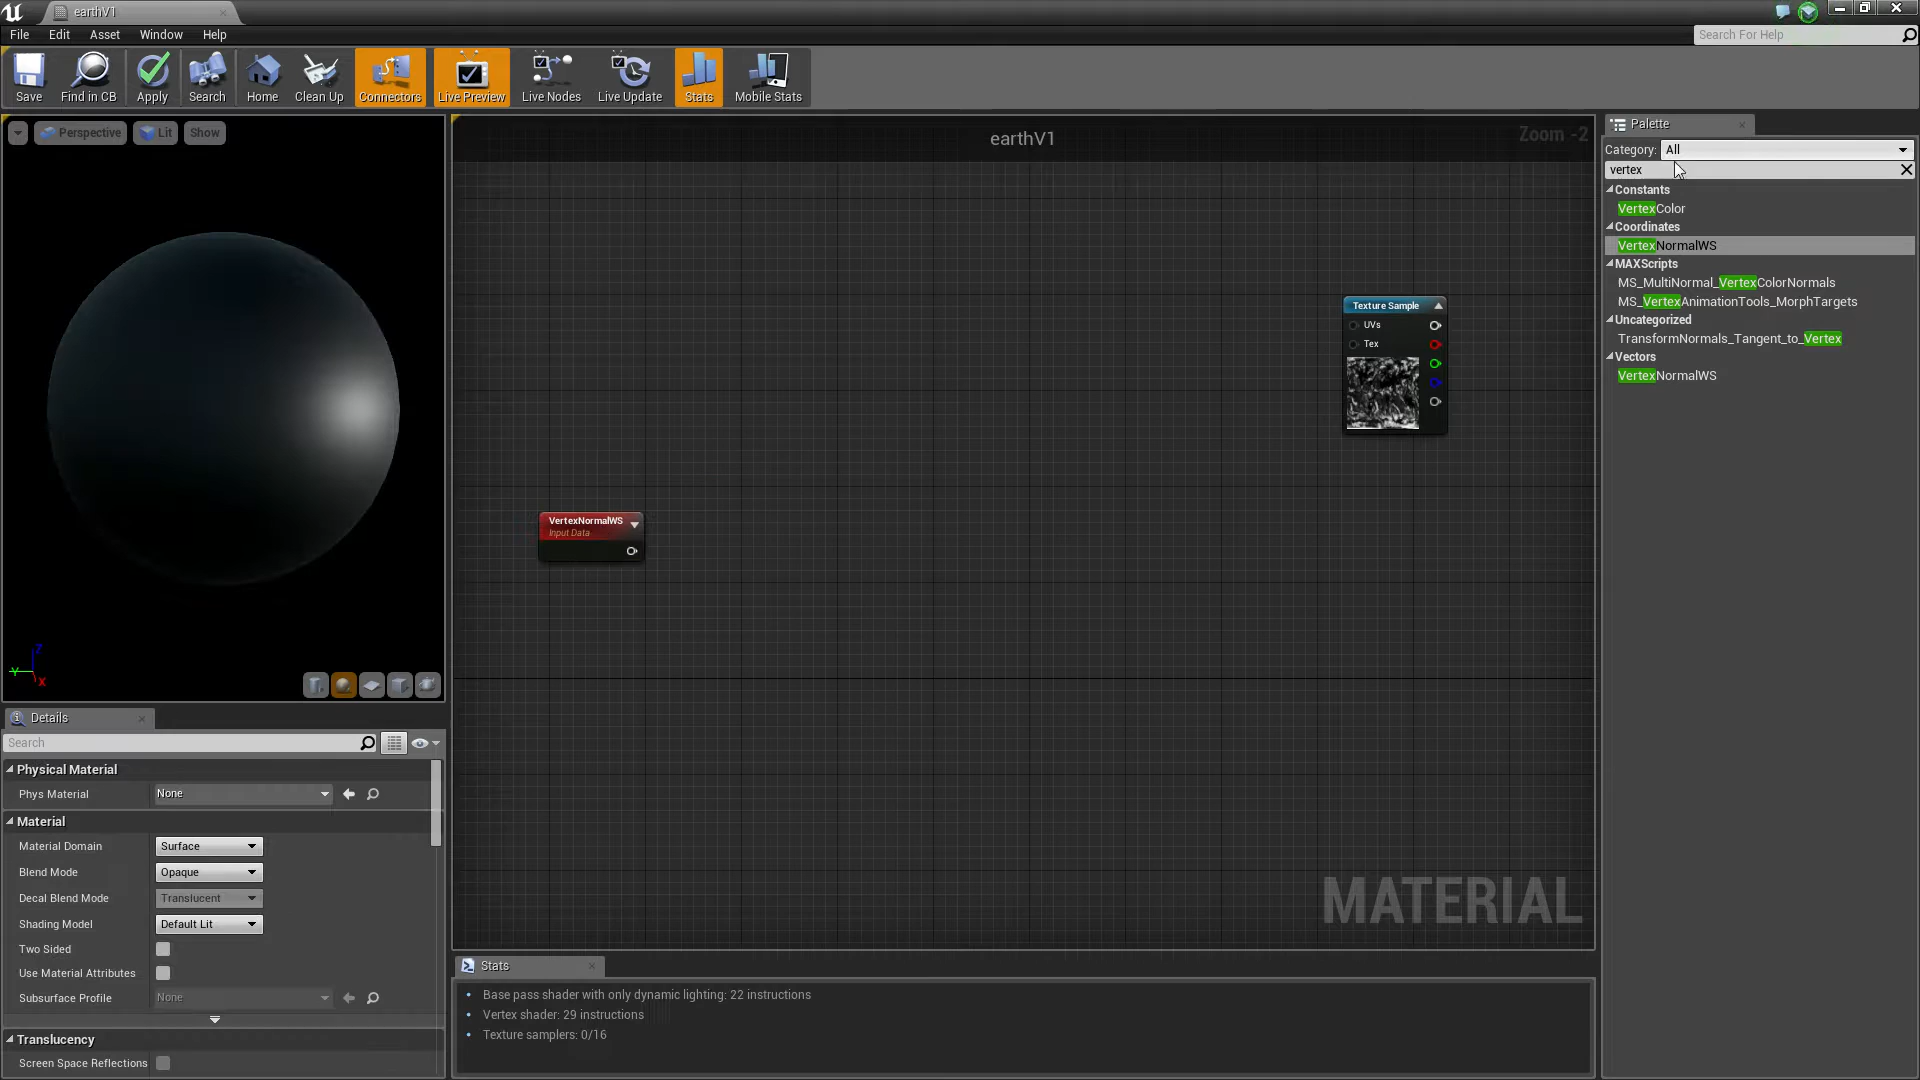 earthV1
File Edit Asset Window Help
Search For Help
Save Find in CB Apply Search Home Clean Up Connectors Live Preview Live Nodes Live Update Stats Mobile Stats
Perspective Lit Show
earthV1
Zoom -2
Palette
Category: All
vertex
Constants
VertexColor
Coordinates
VertexNormalWS
MAXScripts
MS_MultiNormal_VertexColorNormals
MS_VertexAnimationTools_MorphTargets
Uncategorized
TransformNormals_Tangent_to_Vertex
Vectors
VertexNormalWS
Texture Sample
UVs
Tex
VertexNormalWS
Input Data
MATERIAL
Z
Y
X
Details
Search
Physical Material
Phys Material None
Material
Material Domain Surface
Blend Mode Opaque
Decal Blend Mode Translucent
Shading Model Default Lit
Two Sided
Use Material Attributes
Subsurface Profile None
Translucency
Screen Space Reflections
Stats
Base pass shader with only dynamic lighting: 22 instructions
Vertex shader: 29 instructions
Texture samplers: 0/16